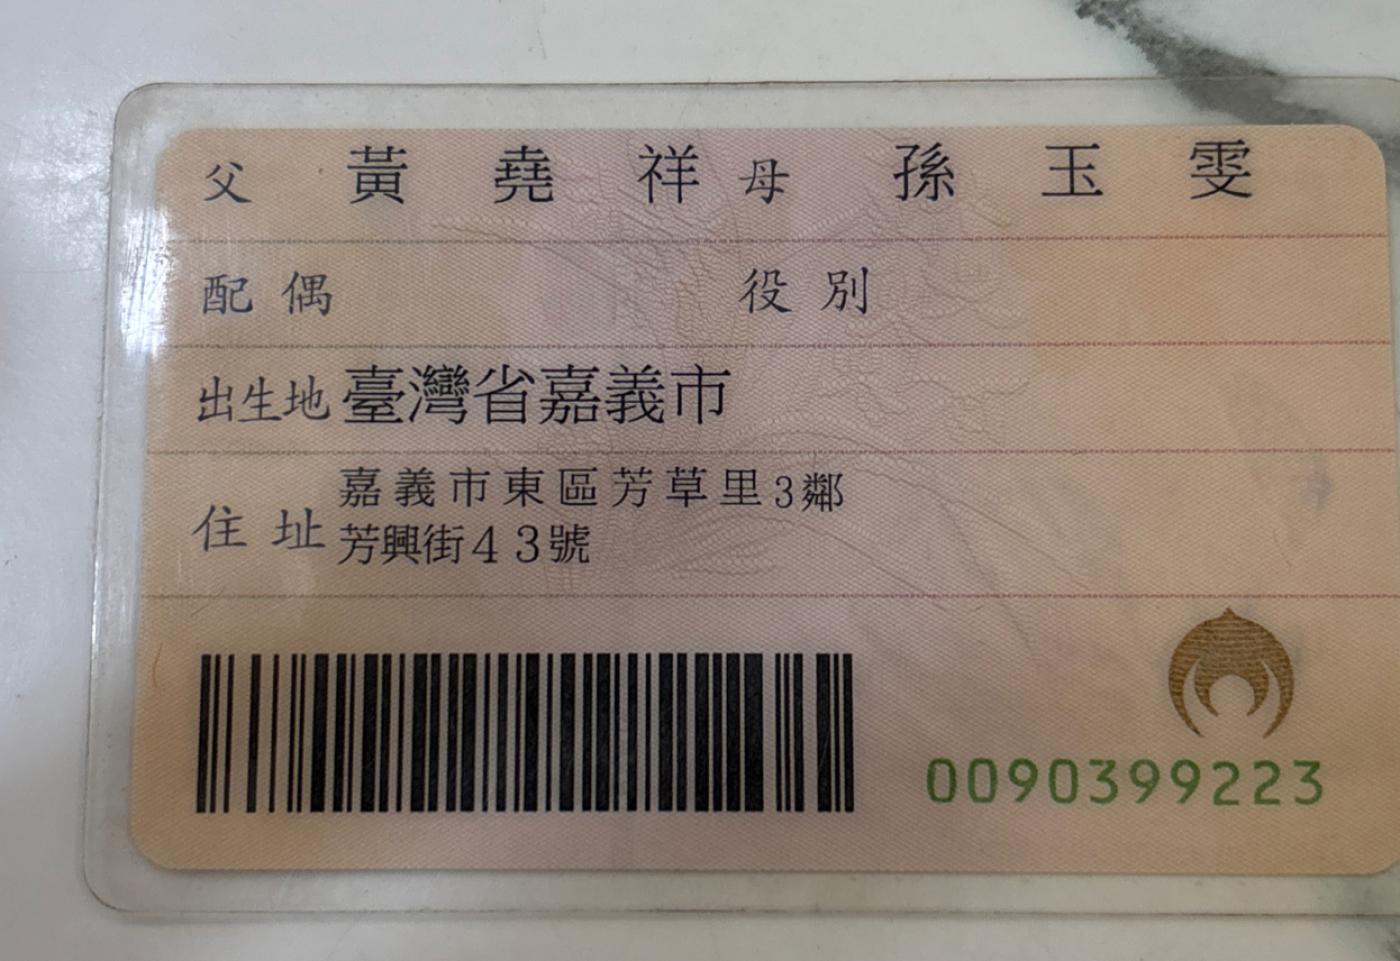 父 黃堯祥 母 孫玉雯
配偶 役別
出生地 臺灣省嘉義市
住址 嘉義市東區芳草里3鄰
芳興街43號
0090399223